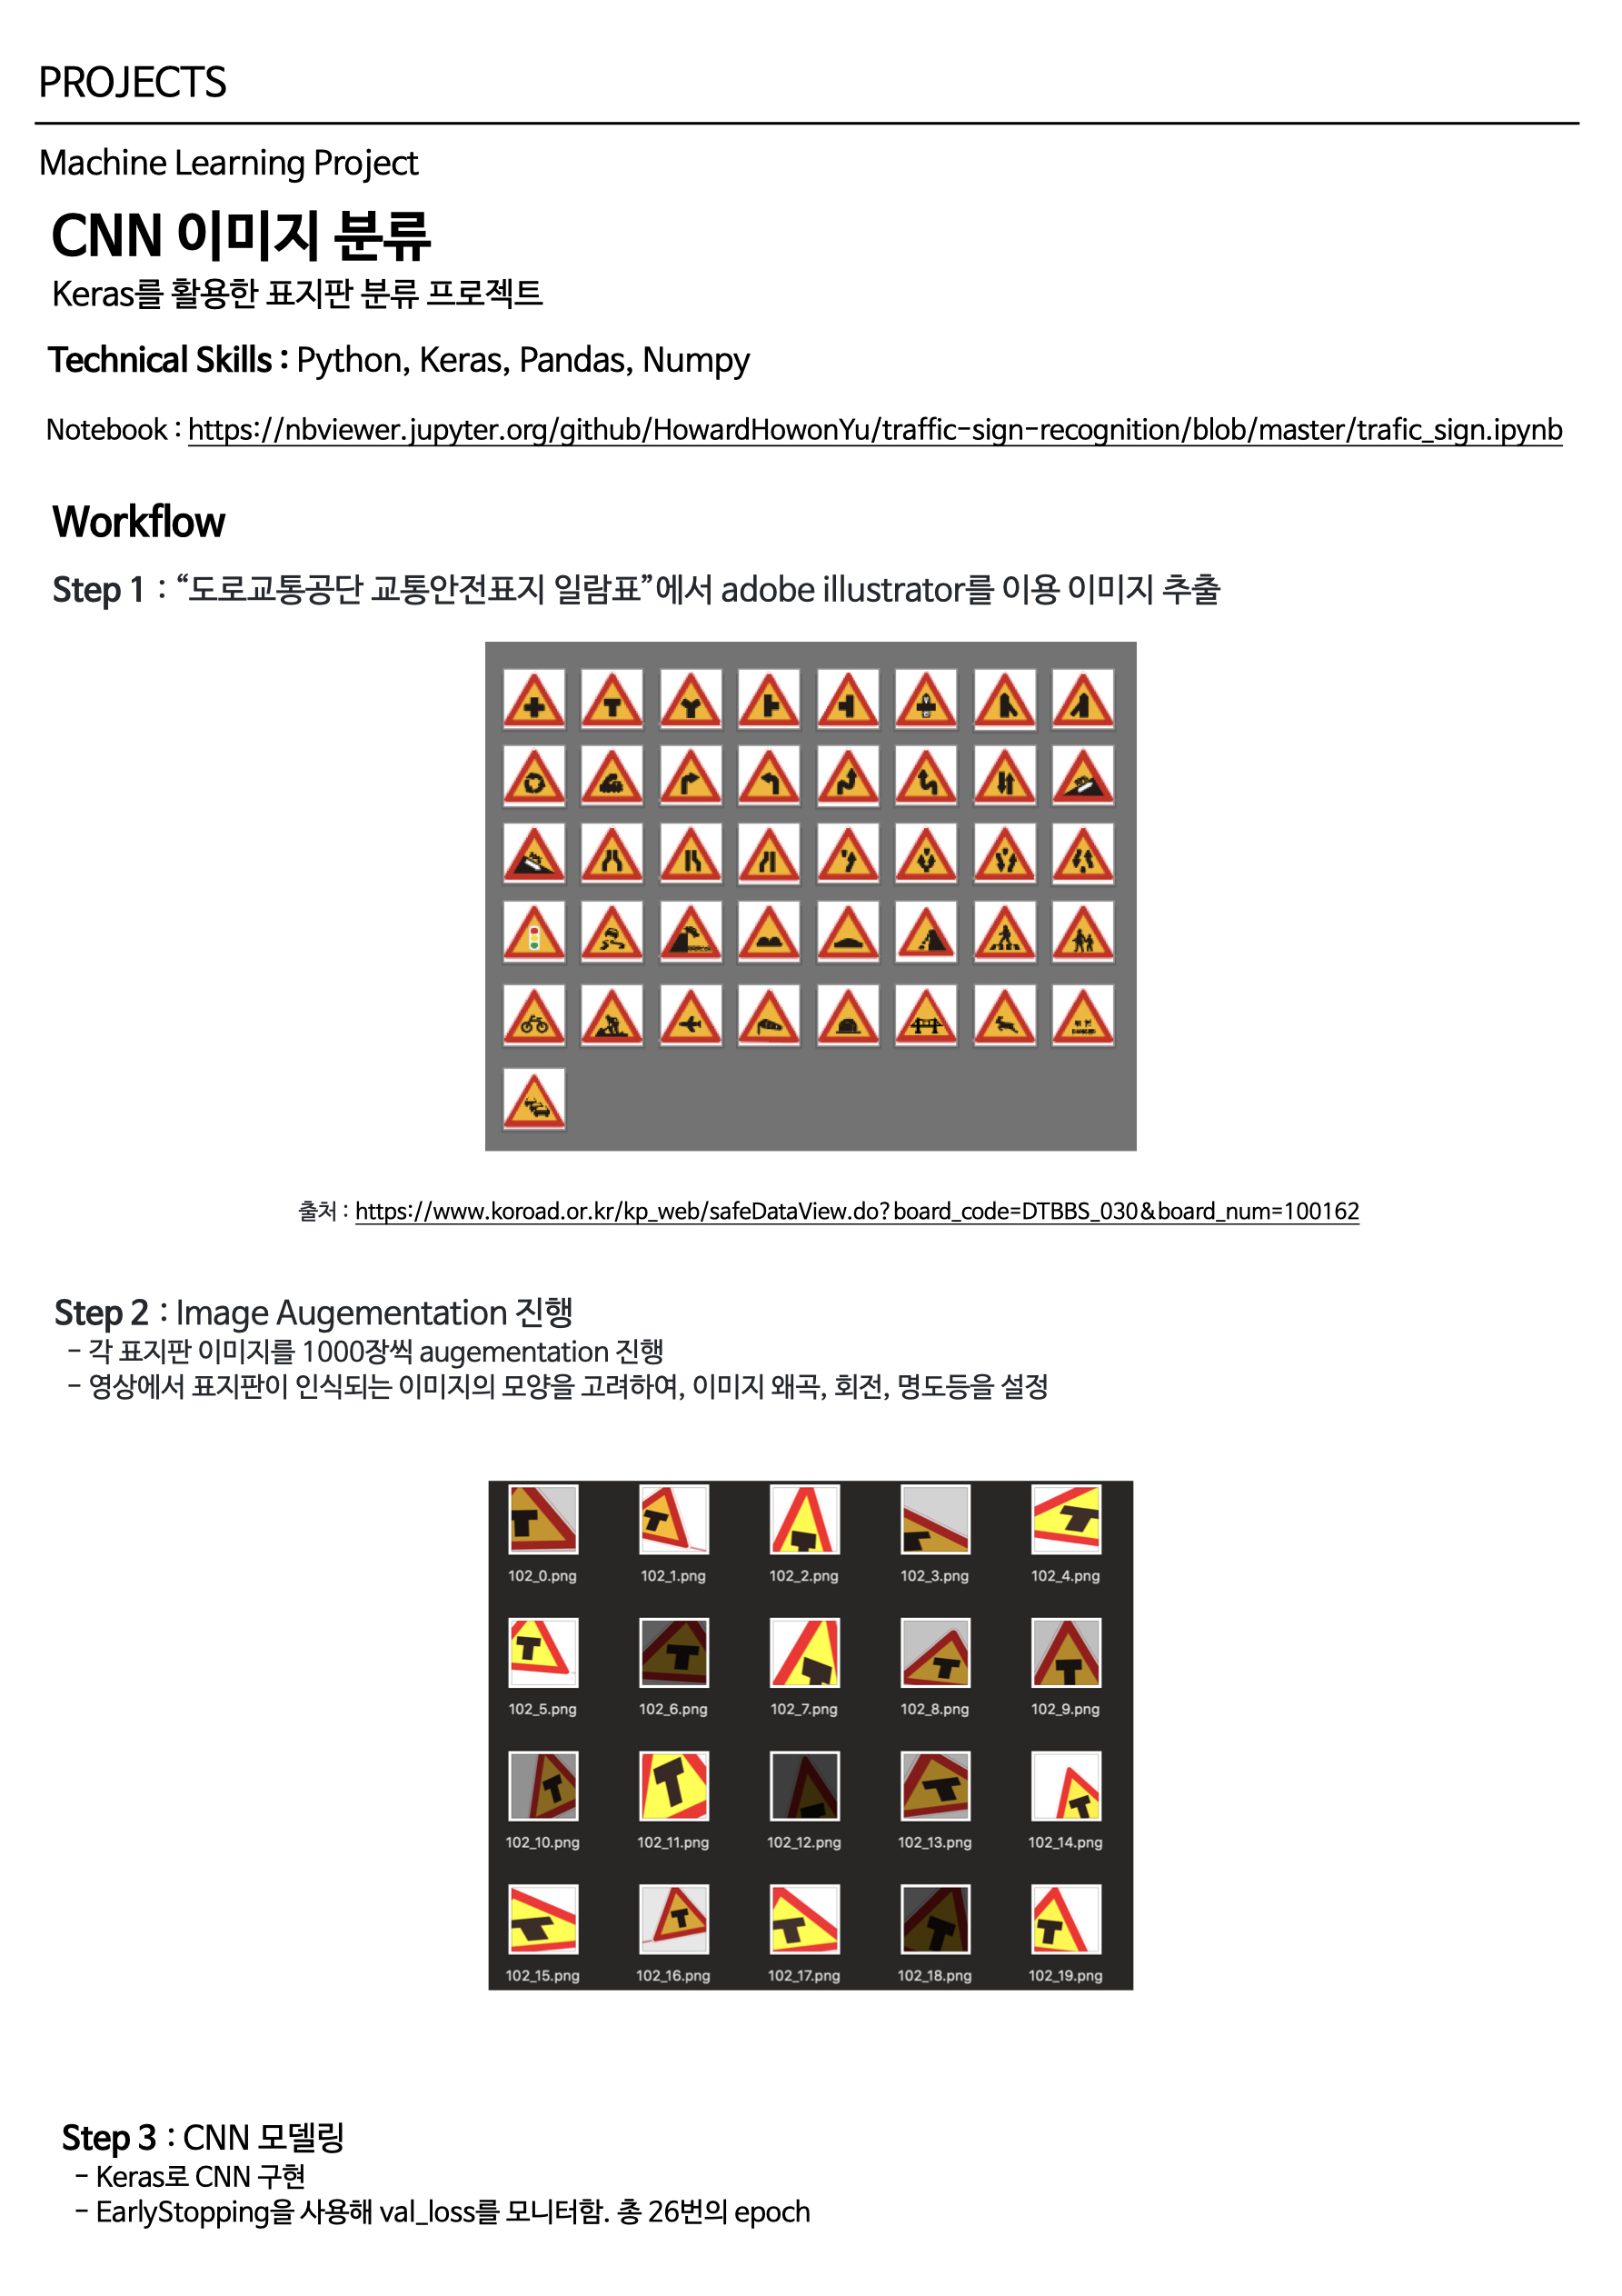 PROJECTS
Machine Learning Project
CNN 이미지 분류
Keras를 활용한 표지판 분류 프로젝트
Technical Skills : Python, Keras, Pandas, Numpy
Notebook : https://nbviewer.jupyter.org/github/HowardHowonYu/traffic-sign-recognition/blob/master/trafic_sign.ipynb
Workflow
Step 1 : “도로교통공단 교통안전표지 일람표”에서 adobe illustrator를 이용 이미지 추출
출처 : https://www.koroad.or.kr/kp_web/safeDataView.do?board_code=DTBBS_030&board_num=100162
Step 2 : Image Augementation 진행
- 각 표지판 이미지를 1000장씩 augementation 진행
- 영상에서 표지판이 인식되는 이미지의 모양을 고려하여, 이미지 왜곡, 회전, 명도등을 설정
102_0.png 102_1.png 102_2.png 102_3.png 102_4.png
102_5.png 102_6.png 102_7.png 102_8.png 102_9.png
102_10.png 102_11.png 102_12.png 102_13.png 102_14.png
102_15.png 102_16.png 102_17.png 102_18.png 102_19.png
Step 3 : CNN 모델링
- Keras로 CNN 구현
- EarlyStopping을 사용해 val_loss를 모니터함. 총 26번의 epoch